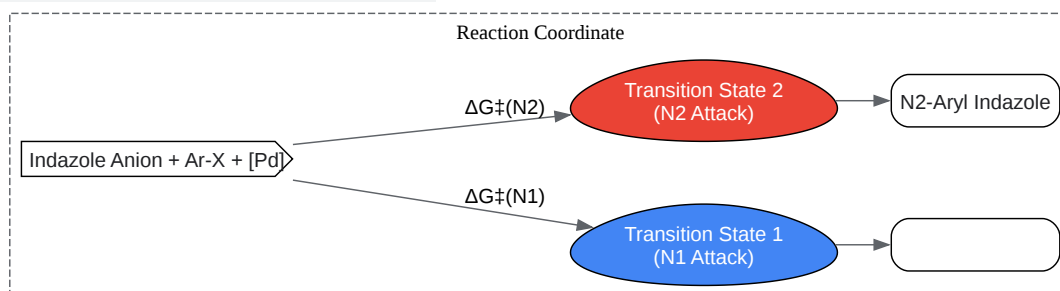 Reaction Coordinate
Transition State 2
(N2 Attack)
N2-Aryl Indazole
ΔG‡(N2)
Indazole Anion + Ar-X + [Pd]
ΔG‡(N1)
Transition State 1
(N1 Attack)